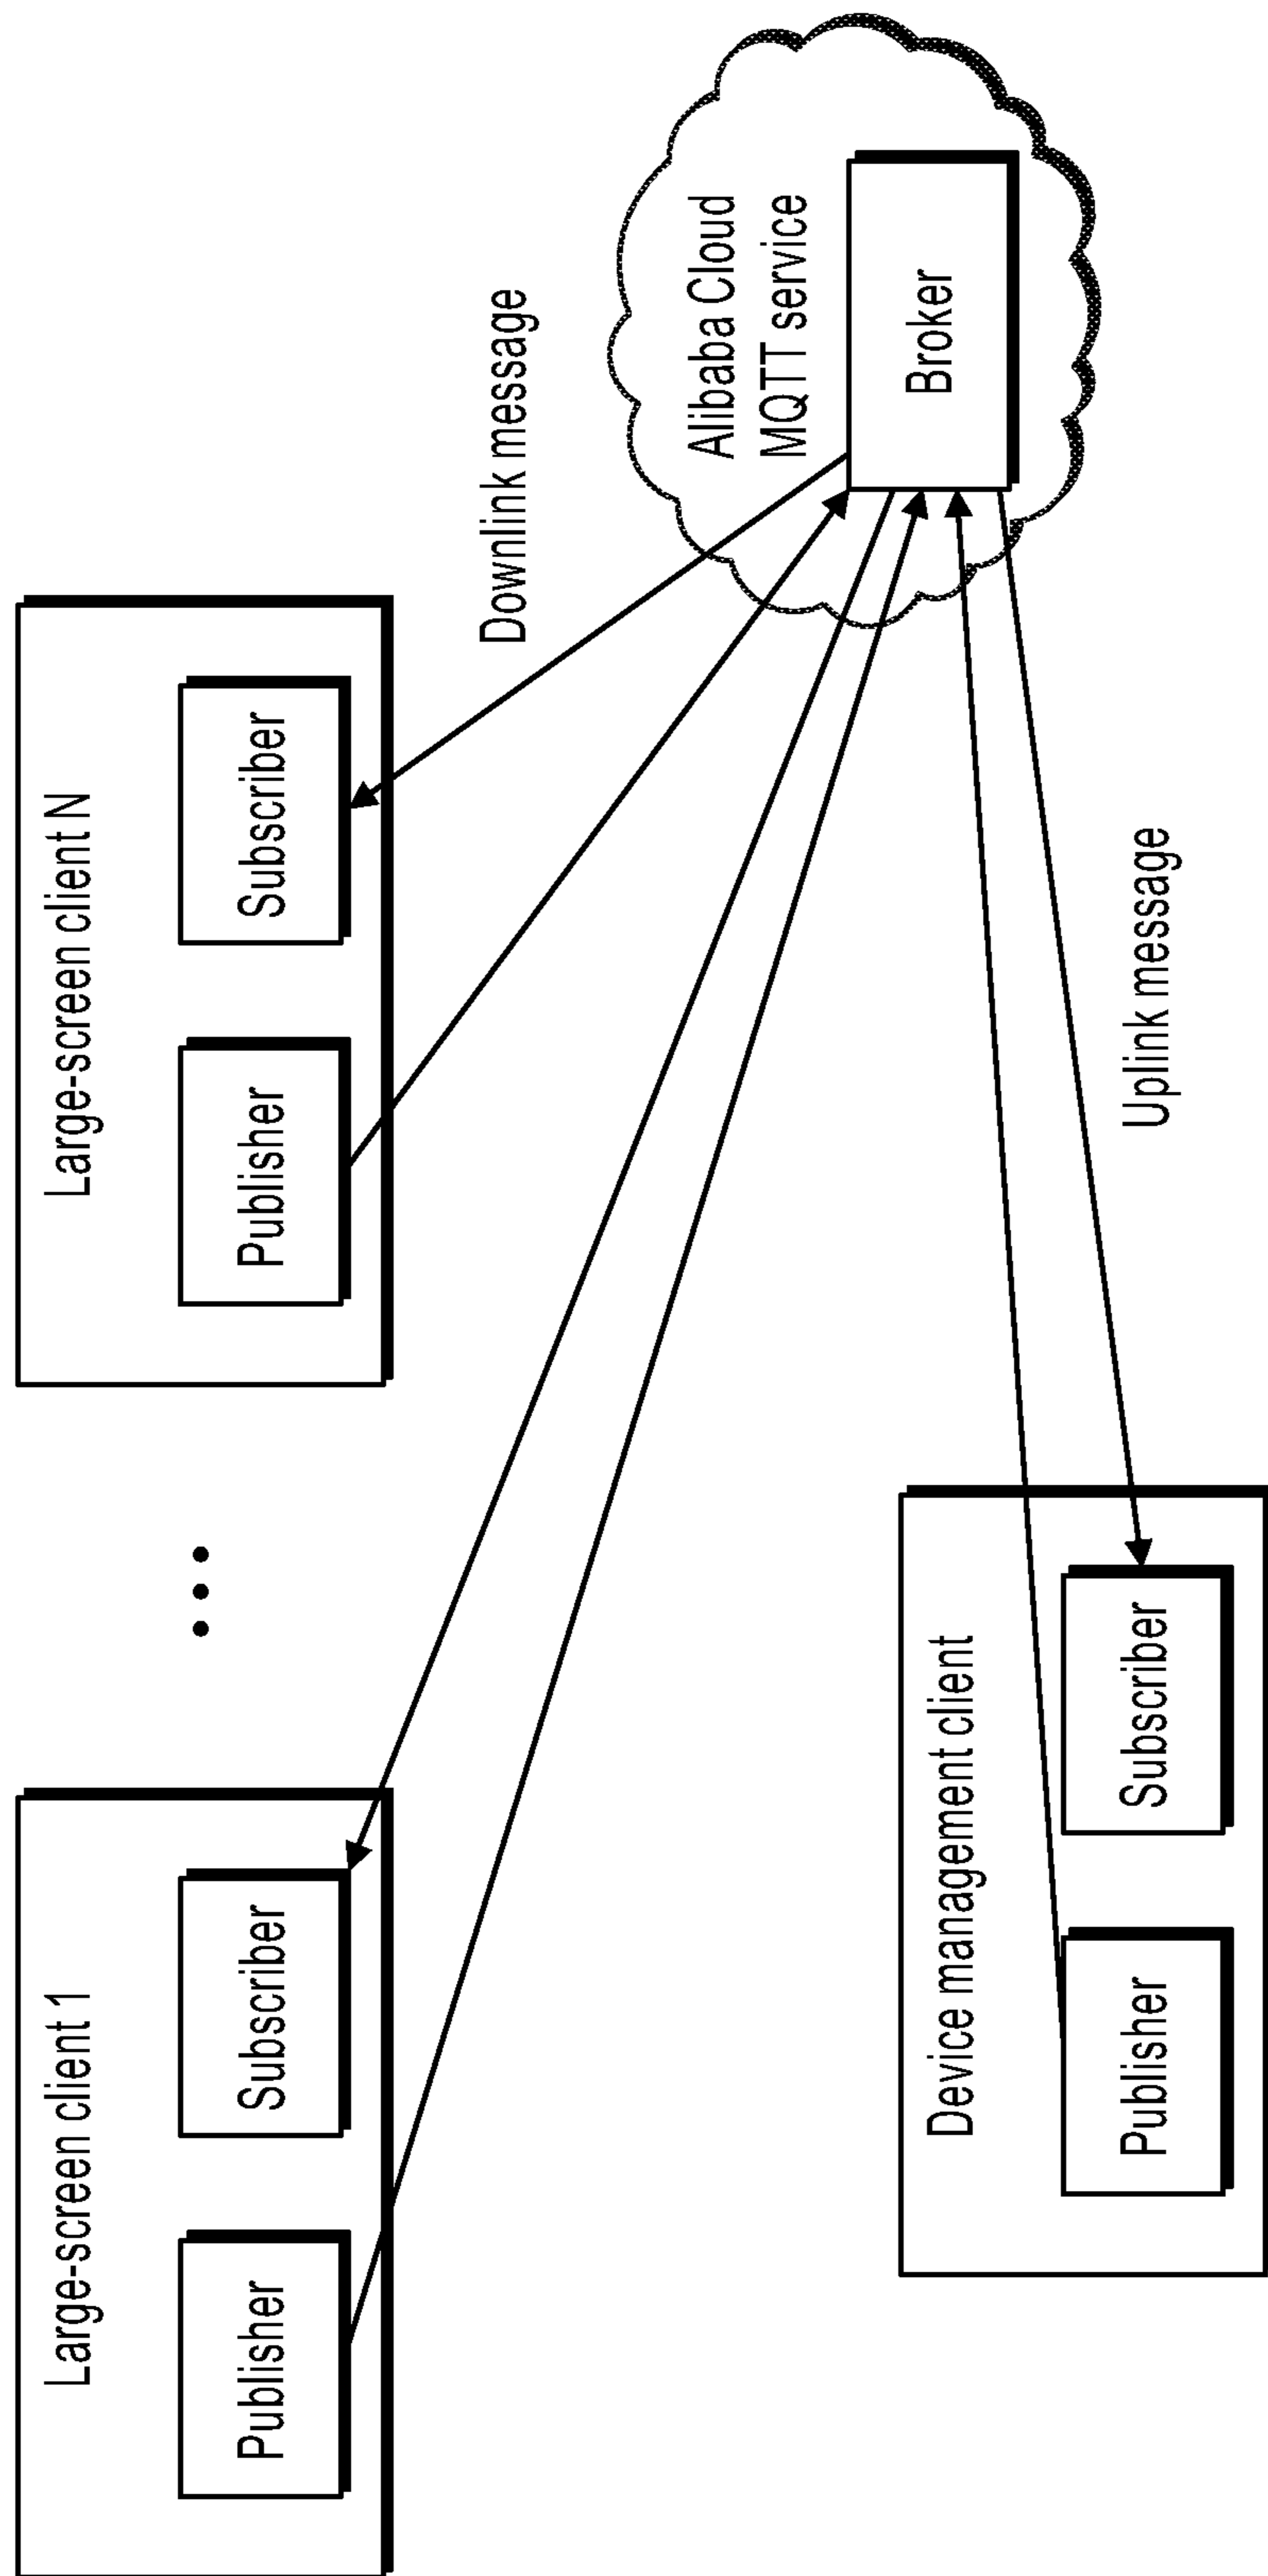 Large-screen client 1
Publisher
Subscriber
Large-screen client N
Publisher
Subscriber
Downlink message
Alibaba Cloud
MQTT service
Broker
Device management client
Publisher
Subscriber
Uplink message